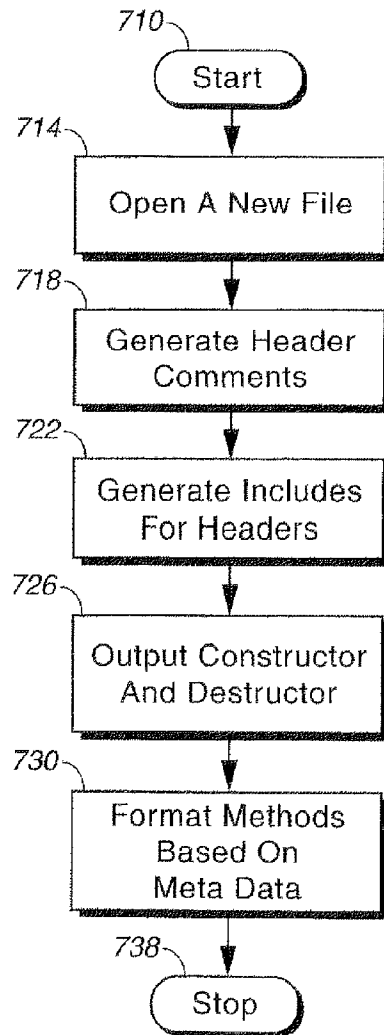 710
Start
714
Open A New File
718
Generate Header
Comments
722
Generate Includes
For Headers
726
Output Constructor
And Destructor
730
Format Methods
Based On
Meta Data
738
Stop